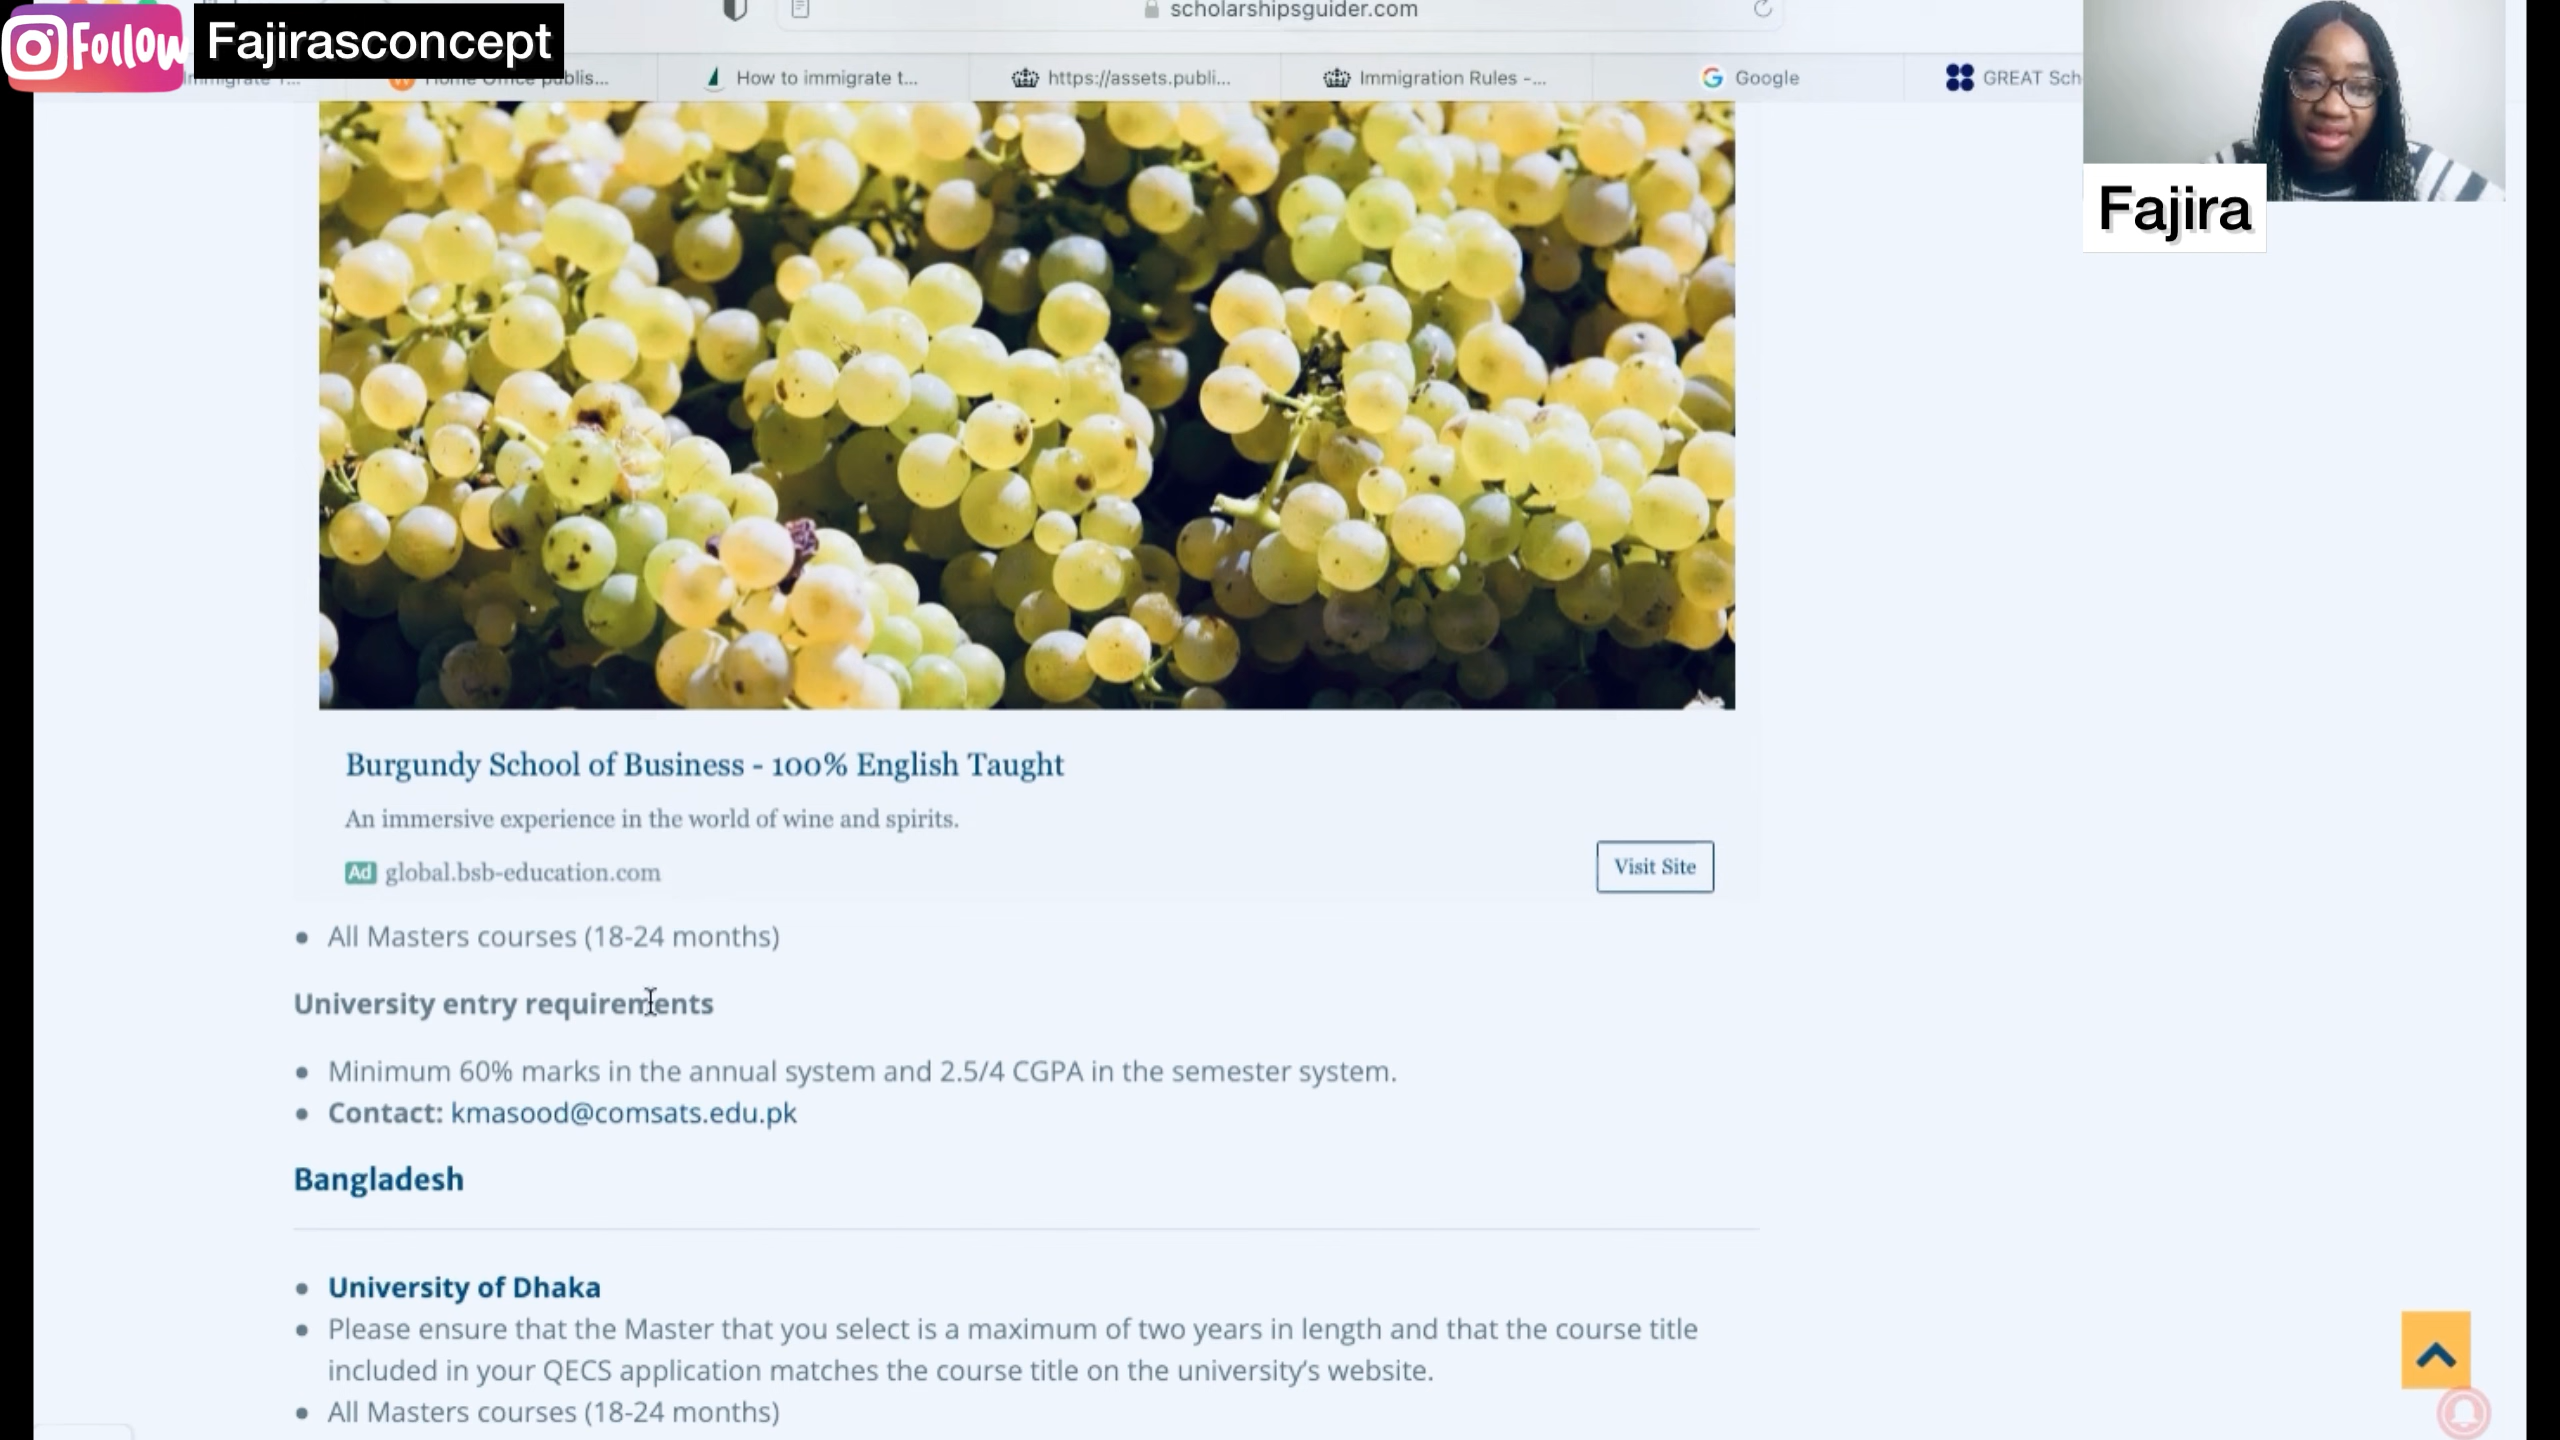 Follow
Fajirasconcept
scholarshipsguider.com
immigrate t...
Home Office publis...
How to immigrate t...
https://assets.publi...
Immigration Rules -...
Google
GREAT Sch
Fajira
Burgundy School of Business - 100% English Taught
An immersive experience in the world of wine and spirits.
Ad global.bsb-education.com
Visit Site
• All Masters courses (18-24 months)
University entry requirements
• Minimum 60% marks in the annual system and 2.5/4 CGPA in the semester system.
• Contact: kmasood@comsats.edu.pk
Bangladesh
• University of Dhaka
• Please ensure that the Master that you select is a maximum of two years in length and that the course title
included in your QECS application matches the course title on the university's website.
• All Masters courses (18-24 months)